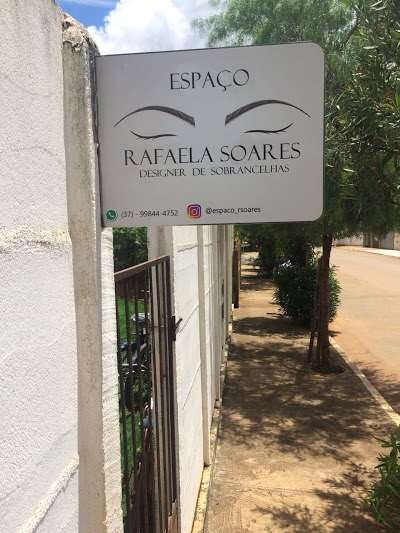 ESPAÇO
RAFAELA SOARES
DESIGNER DE SOBRANCELHAS
(37) - 99844-4752 @espaco_rsoares